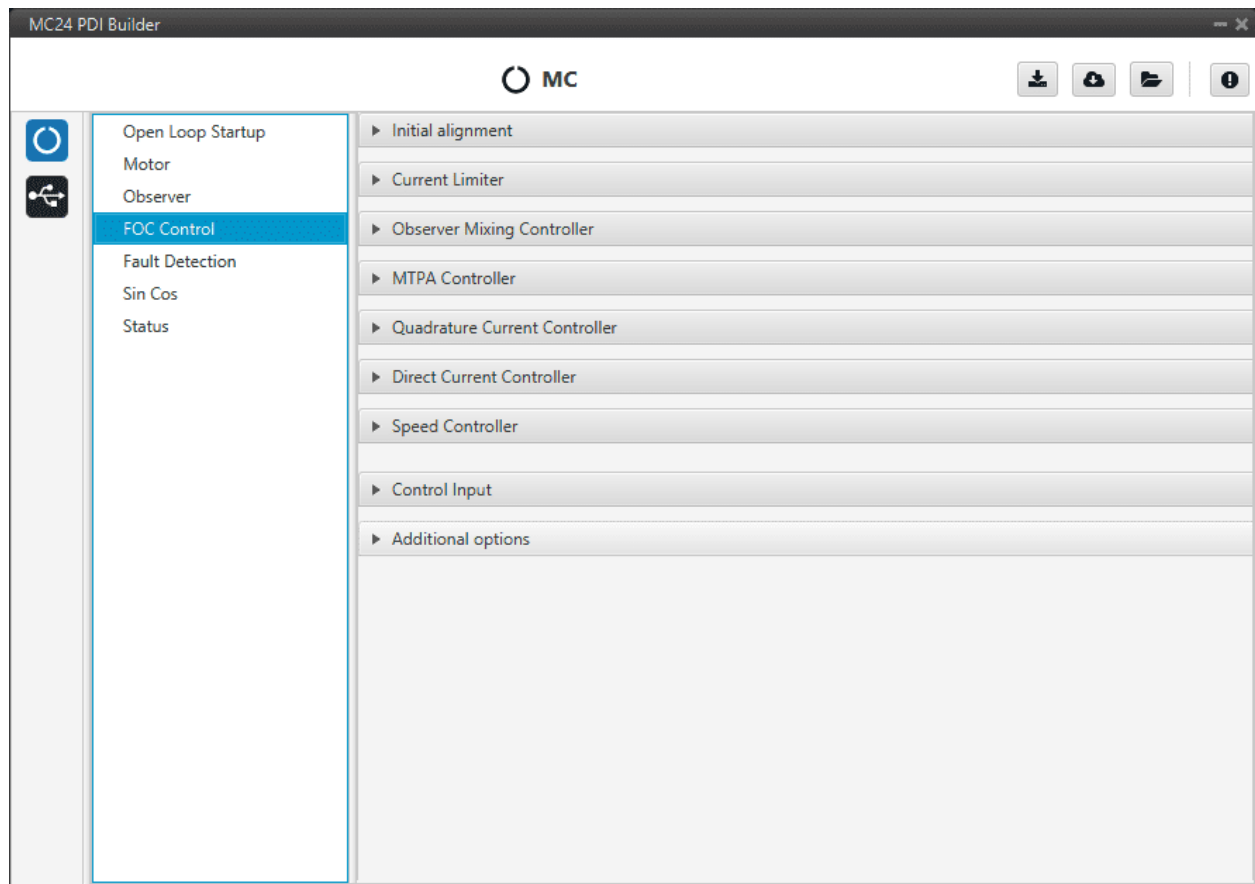 MC24 PDI Builder
MC
Open Loop Startup
Motor
Observer
FOC Control
Fault Detection
Sin Cos
Status
Initial alignment
Current Limiter
Observer Mixing Controller
MTPA Controller
Quadrature Current Controller
Direct Current Controller
Speed Controller
Control Input
Additional options